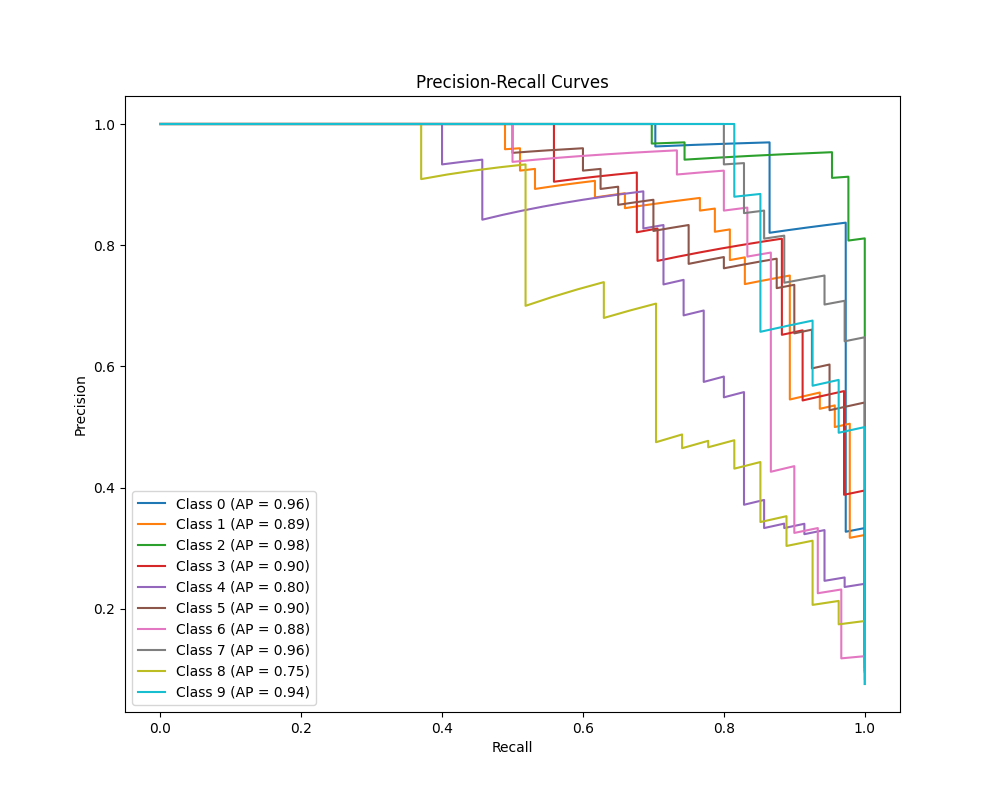 Precision-Recall Curves
1.0
0.8
0.6
0.4
0.2
Precision
Class 0 (AP = 0.96)
Class 1 (AP = 0.89)
Class 2 (AP = 0.98)
Class 3 (AP = 0.90)
Class 4 (AP = 0.80)
Class 5 (AP = 0.90)
Class 6 (AP = 0.88)
Class 7 (AP = 0.96)
Class 8 (AP = 0.75)
Class 9 (AP = 0.94)
0.0 0.2 0.4 0.6 0.8 1.0
Recall